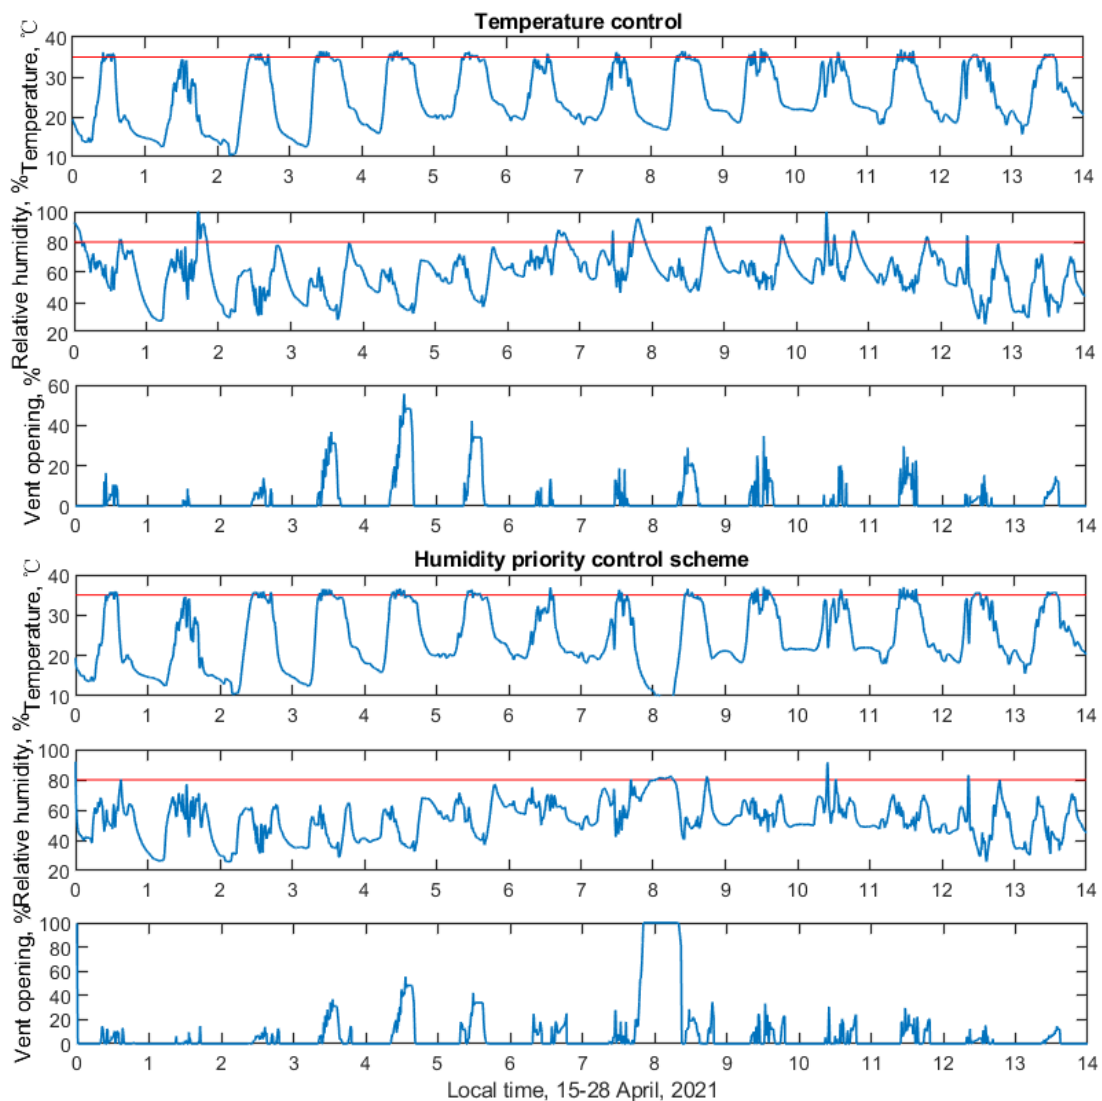 Temperature control
Temperature, ℃
40
30
20
10
0 1 2 3 4 5 6 7 8 9 10 11 12 13 14
Relative humidity, %
100
80
60
40
20
0 1 2 3 4 5 6 7 8 9 10 11 12 13 14
Vent opening, %
60
40
20
0
0 1 2 3 4 5 6 7 8 9 10 11 12 13 14
Humidity priority control scheme
Temperature, ℃
40
30
20
10
0 1 2 3 4 5 6 7 8 9 10 11 12 13 14
Relative humidity, %
100
80
60
40
20
0 1 2 3 4 5 6 7 8 9 10 11 12 13 14
Vent opening, %
100
80
60
40
20
0
0 1 2 3 4 5 6 7 8 9 10 11 12 13 14
Local time, 15-28 April, 2021